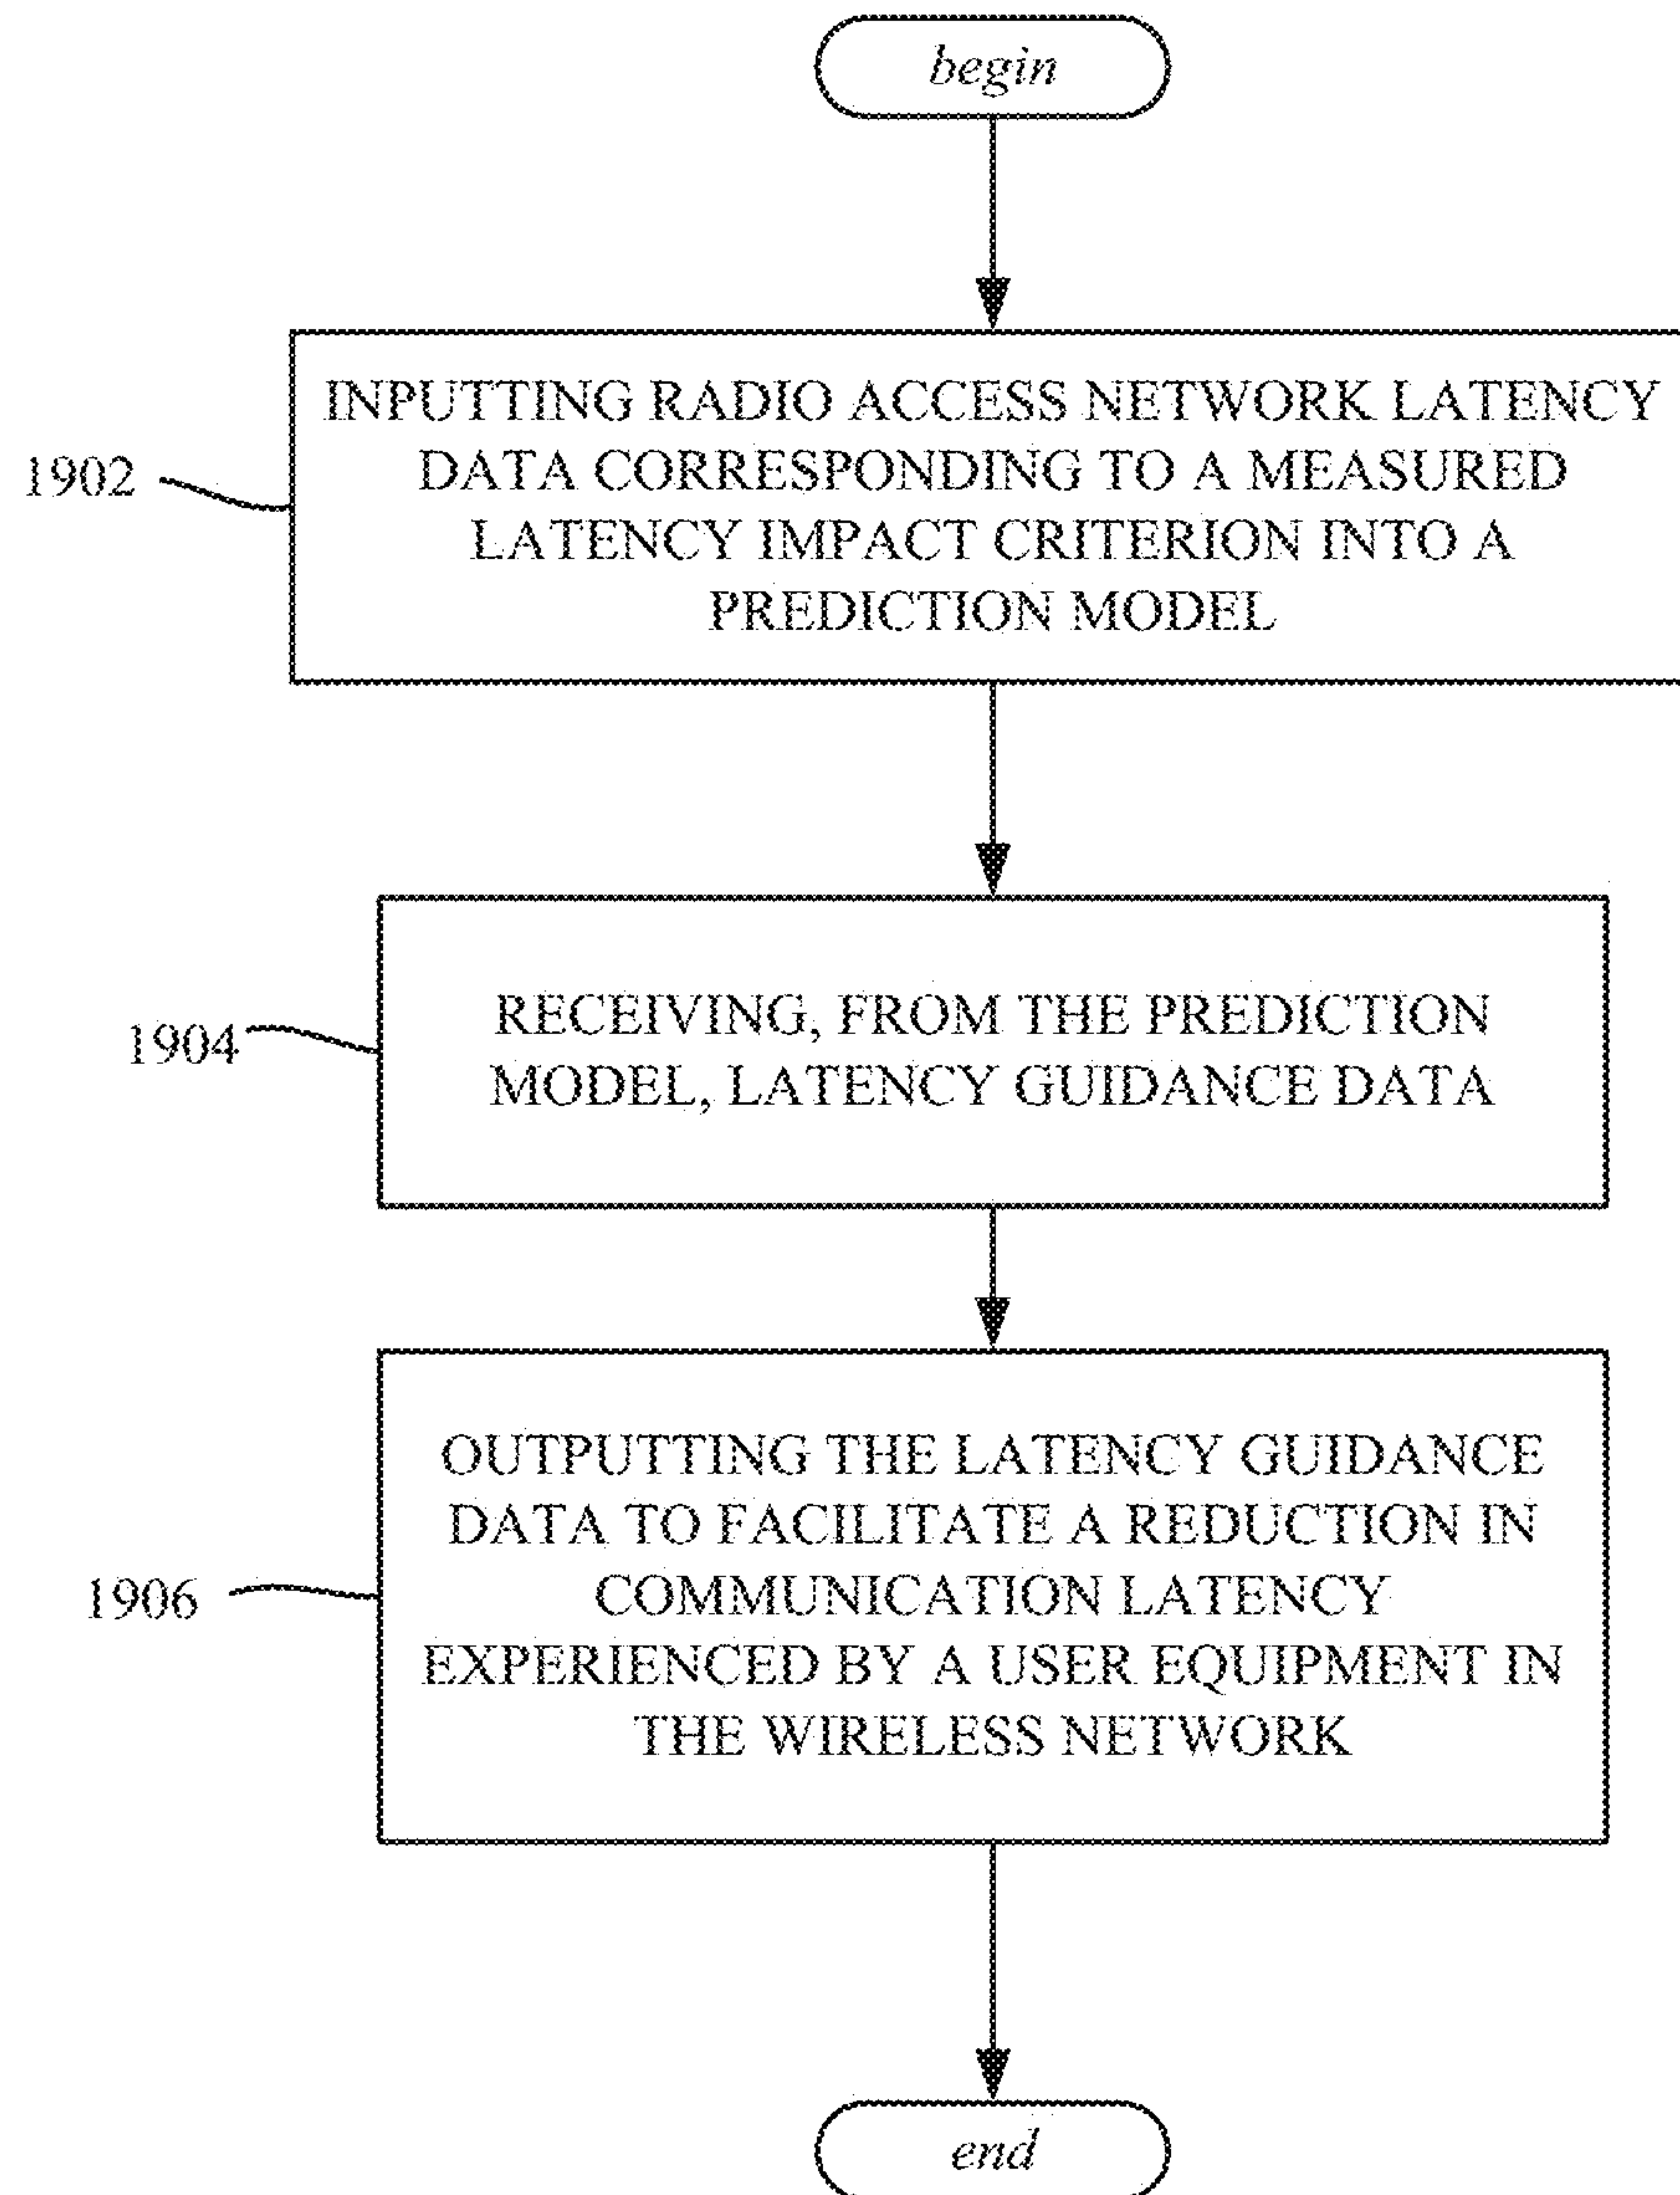 begin
INPUTTING RADIO ACCESS NETWORK LATENCY
DATA CORRESPONDING TO A MEASURED
LATENCY IMPACT CRITERION INTO A
PREDICTION MODEL
1902
RECEIVING, FROM THE PREDICTION
MODEL, LATENCY GUIDANCE DATA
1904
OUTPUTTING THE LATENCY GUIDANCE
DATA TO FACILITATE A REDUCTION IN
COMMUNICATION LATENCY
EXPERIENCED BY A USER EQUIPMENT IN
THE WIRELESS NETWORK
1906
end